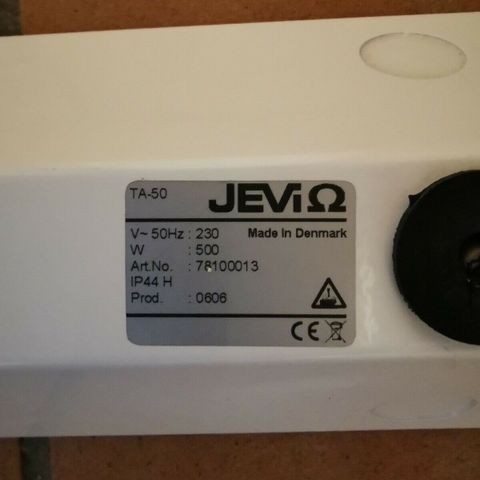 TA-50 JEVI Ω
V~ 50Hz : 230 Made In Denmark
W : 500
Art.No. : 78100013
IP44 H
Prod. : 0606
CE